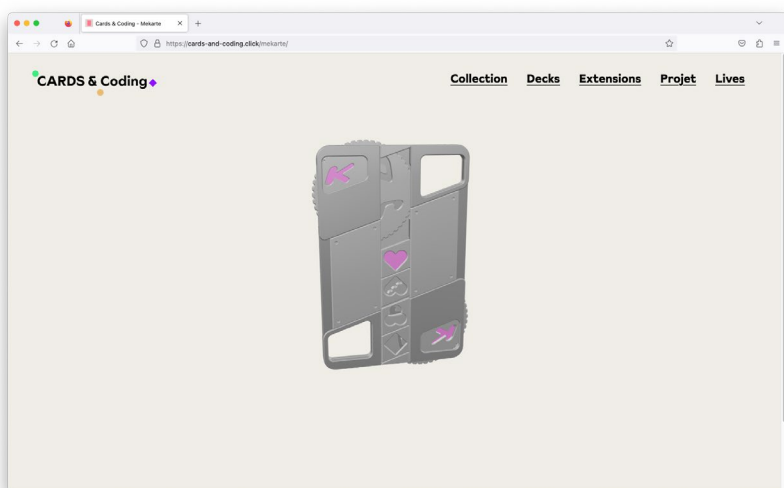 Cards & Coding - Mekarte
https://cards-and-coding.click/mekarte/
CARDS & Coding
Collection Decks Extensions Projet Lives
K
K